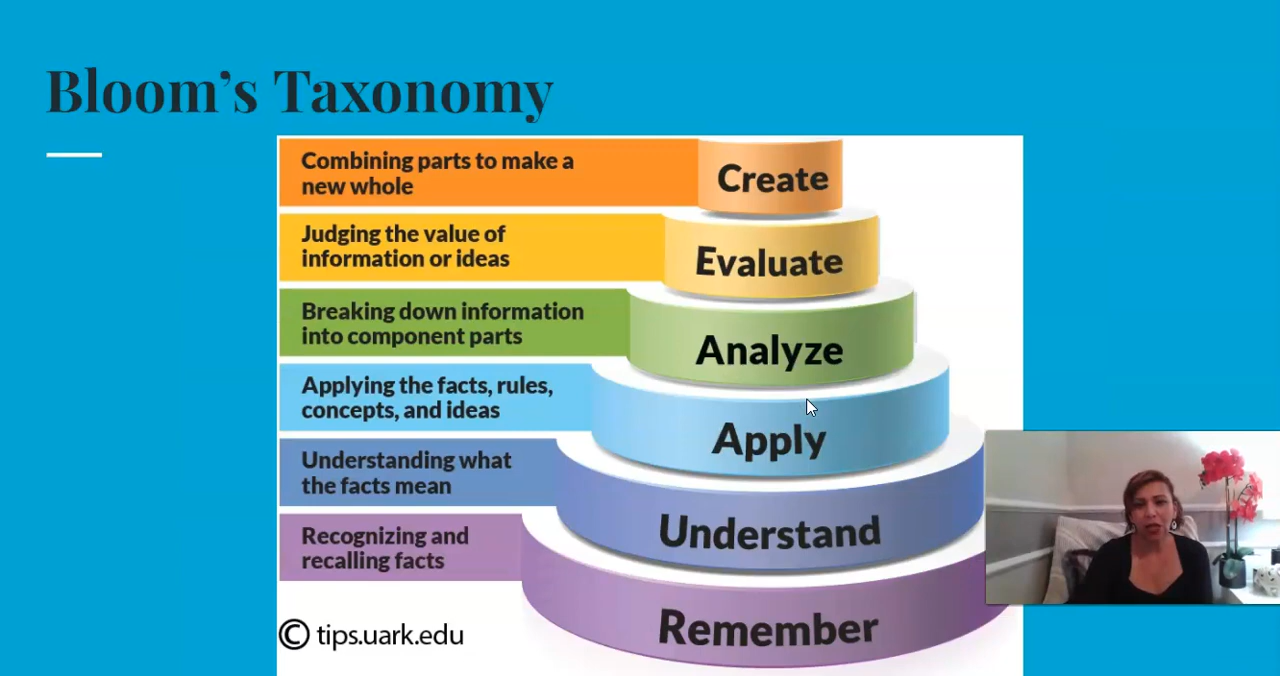 Bloom’s Taxonomy
Combining parts to make a
new whole
Create
Judging the value of
information or ideas
Evaluate
Breaking down information
into component parts
Analyze
Applying the facts, rules,
concepts, and ideas
Apply
Understanding what
the facts mean
Understand
Recognizing and
recalling facts
Remember
© tips.uark.edu